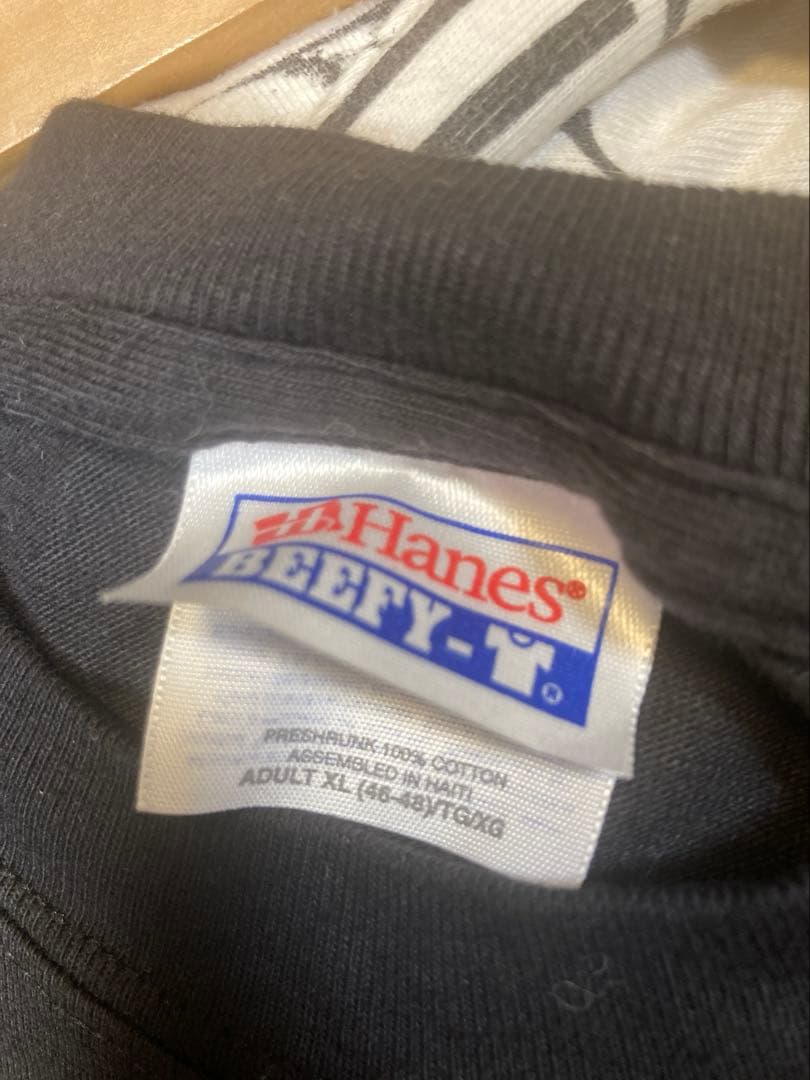 Hanes®
BEEFY-T®
PRESHRUNK 100% COTTON
ASSEMBLED IN HAITI
ADULT XL (46-48)/TG/XG